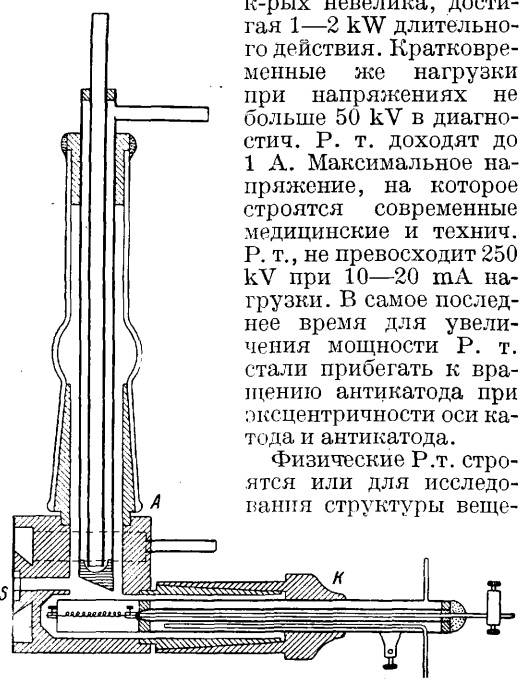 к-рых невелика, дости-
гая 1—2 kW длительно-
го действия. Кратковре-
менные же нагрузки
при напряжениях не
больше 50 kV в диагно-
стич. Р. т. доходят до
1 А. Максимальное на-
пряжение, на которое
строятся современные
медицинские и технич.
Р. т., не превосходит 250
kV при 10—20 mA на-
грузки. В самое послед-
нее время для увели-
чения мощности Р. т.
стали прибегать к вра-
щению антикатода при
эксцентричности оси ка-
тода и антикатода.
Физические Р.т. стро-
ятся или для исследо-
вания структуры веще-
A
S
K